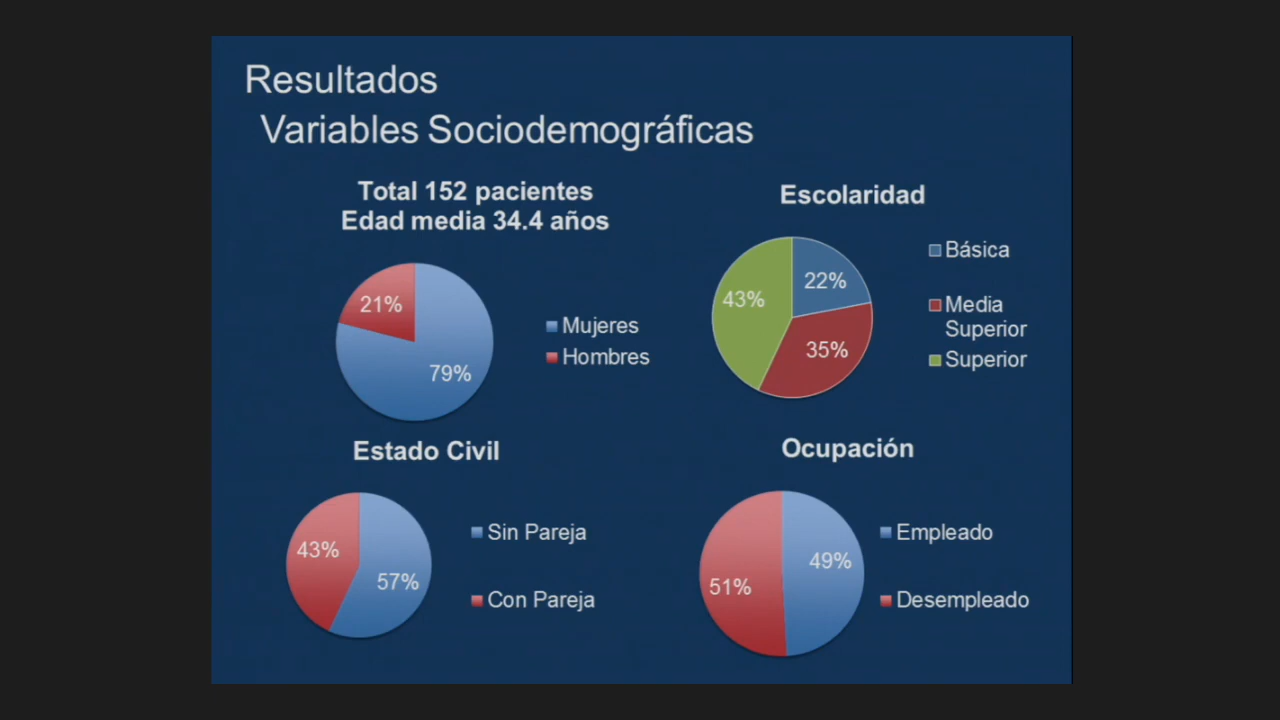 Resultados
Variables Sociodemográficas
Total 152 pacientes
Edad media 34.4 años
21%
79%
Mujeres
Hombres
Escolaridad
22%
43%
35%
Básica
Media
Superior
Superior
Estado Civil
43%
57%
Sin Pareja
Con Pareja
Ocupación
49%
51%
Empleado
Desempleado